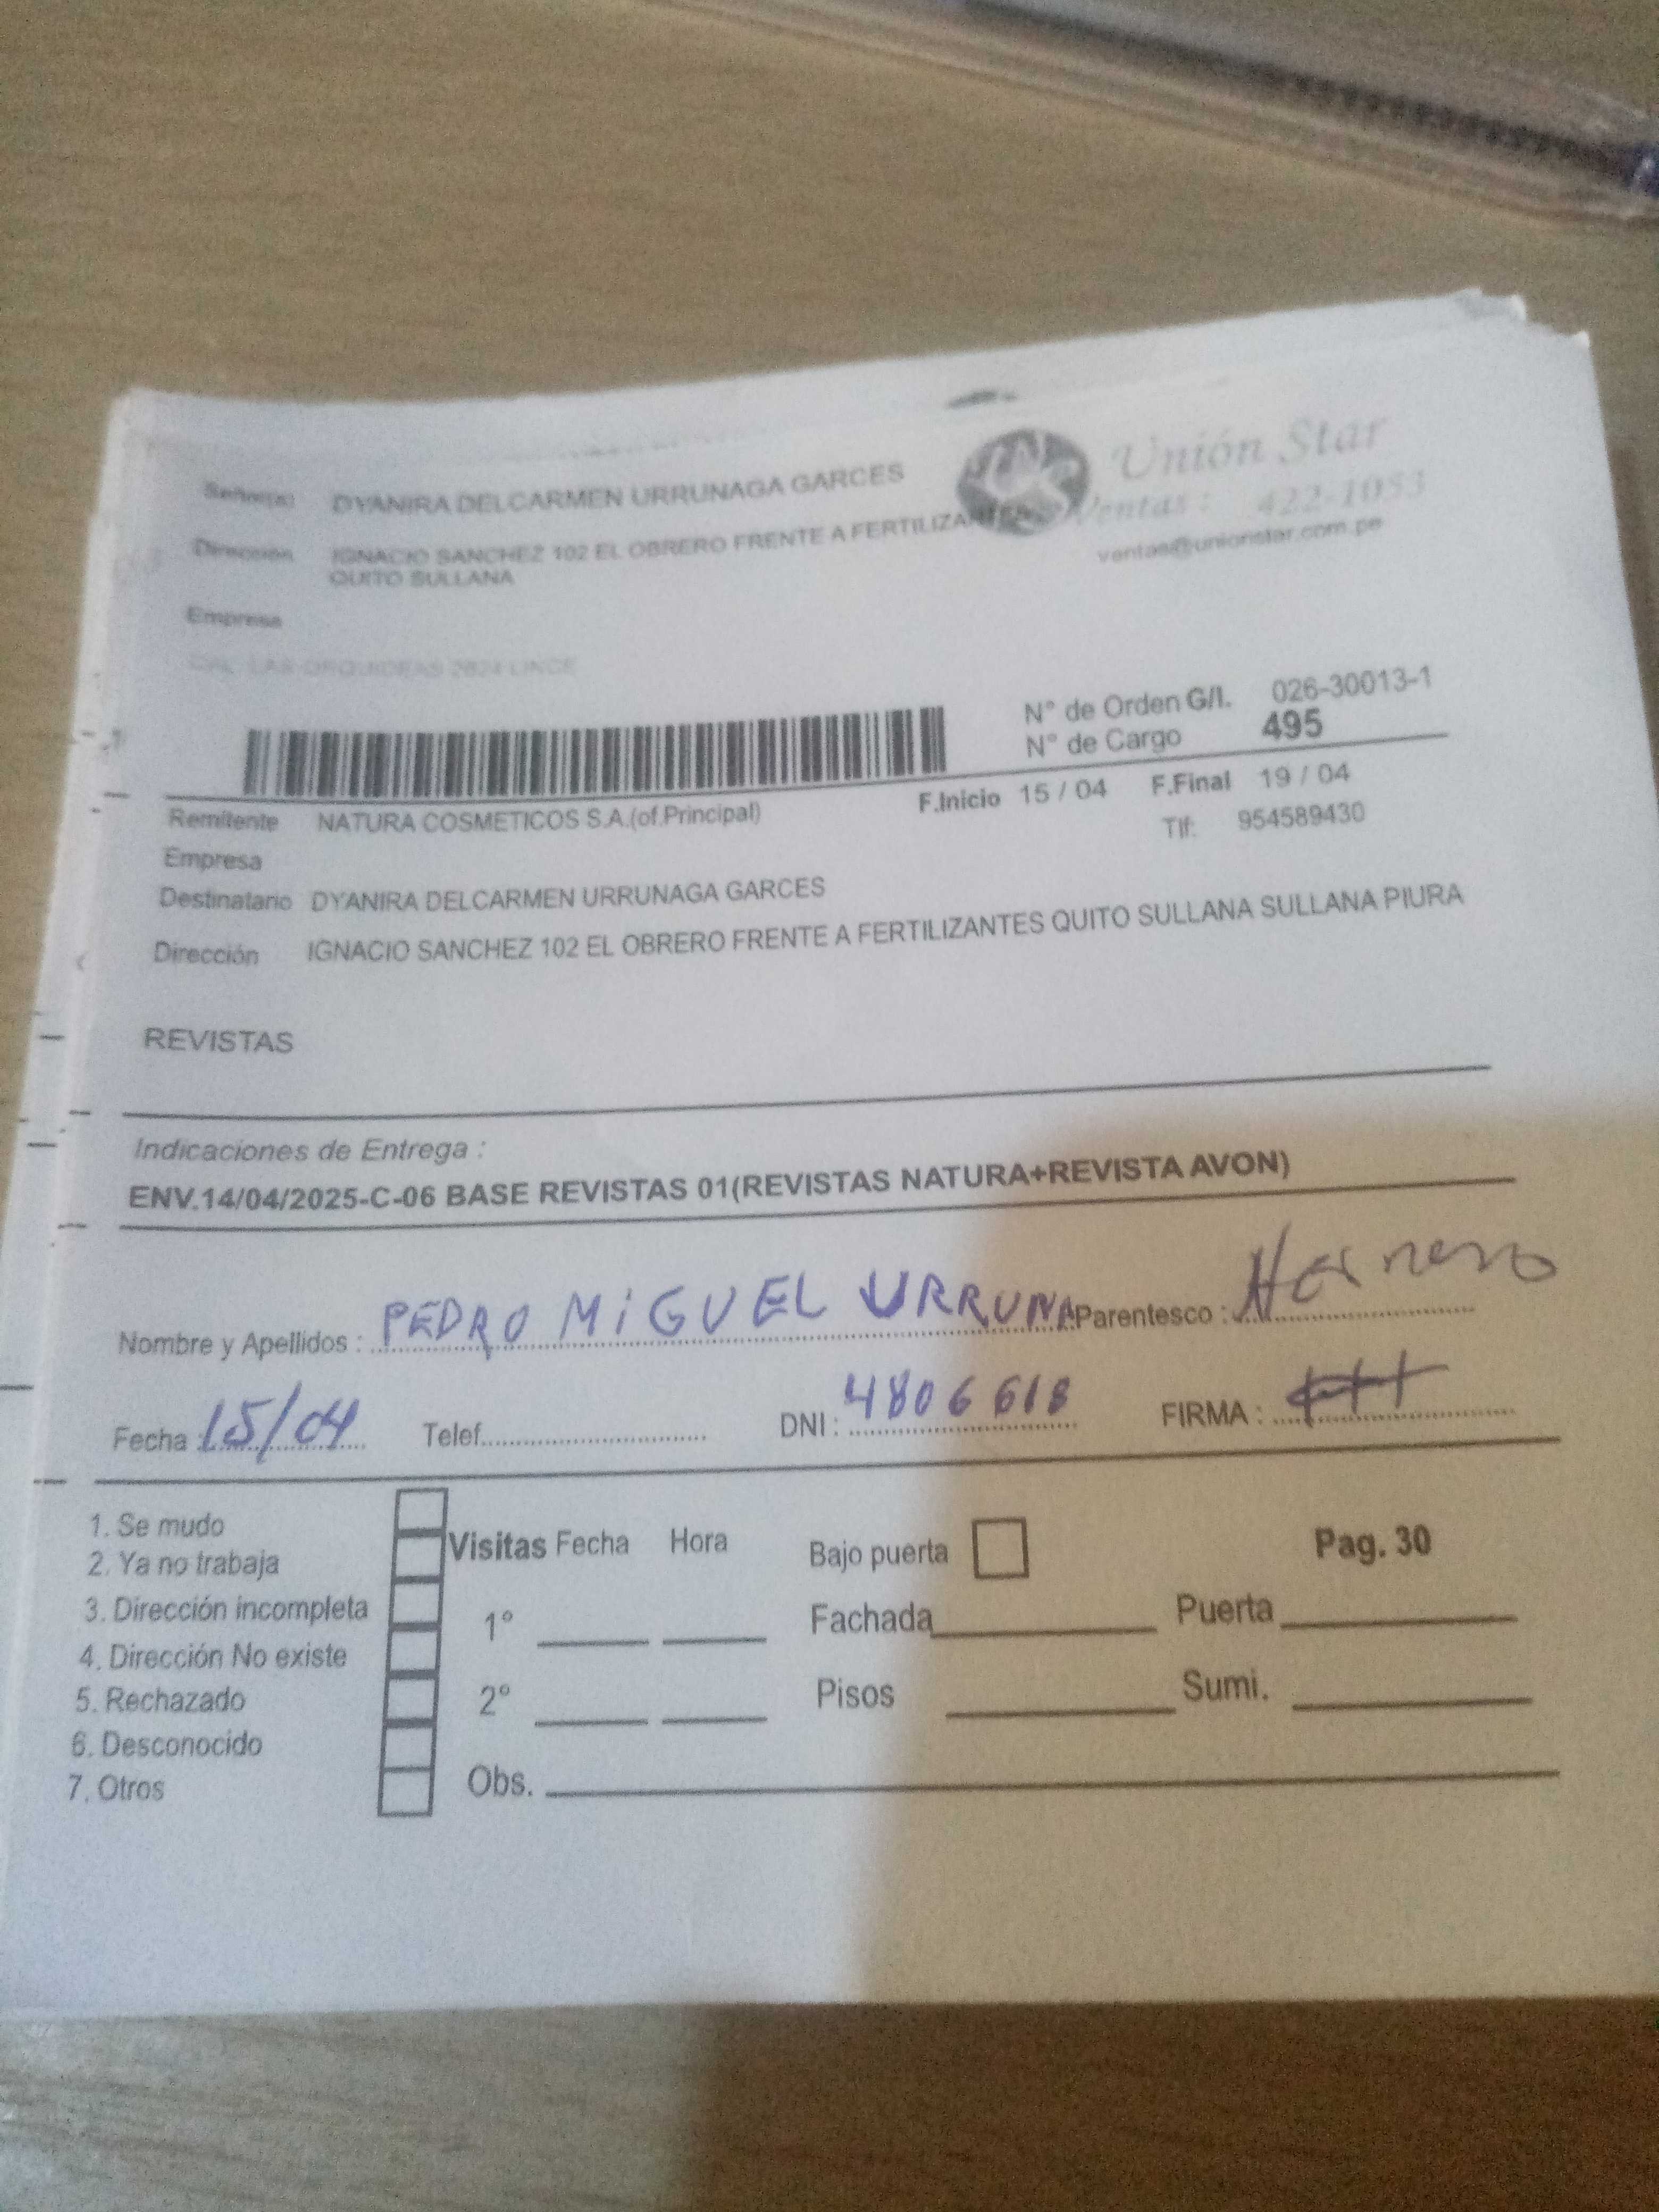 Señor(a) DYANIRA DELCARMEN URRUNAGA GARCES
Unión Star
Ventas : 422-1053
Dirección IGNACIO SANCHEZ 102 EL OBRERO FRENTE A FERTILIZANTES
QUITO SULLANA
ventas@unionstar.com.pe
Empresa
CAL. LAS ORQUIDEAS 2624 LINCE
N° de Orden G/I. 026-30013-1
N° de Cargo 495
F.Inicio 15 / 04 F.Final 19 / 04
Remitente NATURA COSMETICOS S.A.(of.Principal)
Tlf: 954589430
Empresa
Destinatario DYANIRA DELCARMEN URRUNAGA GARCES
Dirección IGNACIO SANCHEZ 102 EL OBRERO FRENTE A FERTILIZANTES QUITO SULLANA SULLANA PIURA
REVISTAS
Indicaciones de Entrega :
ENV.14/04/2025-C-06 BASE REVISTAS 01(REVISTAS NATURA+REVISTA AVON)
Nombre y Apellidos : PEDRO MiGUEL URRUNA Parentesco :
Fecha : 15/04 Telef. DNI : 4806618 FIRMA :
1. Se mudo
2. Ya no trabaja
3. Dirección incompleta
4. Dirección No existe
5. Rechazado
6. Desconocido
7. Otros
Visitas Fecha Hora
1°
2°
Obs.
Bajo puerta Pag. 30
Fachada Puerta
Pisos Sumi.